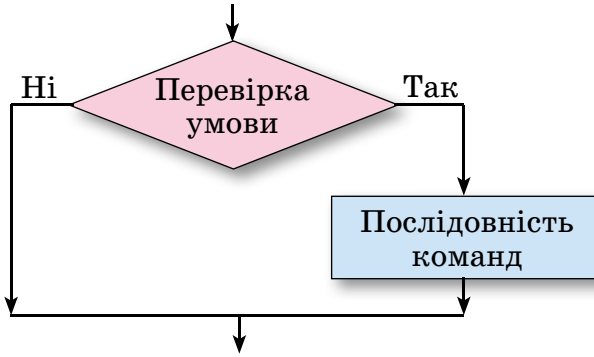 Ні
Перевірка
умови
Так
Послідовність
команд